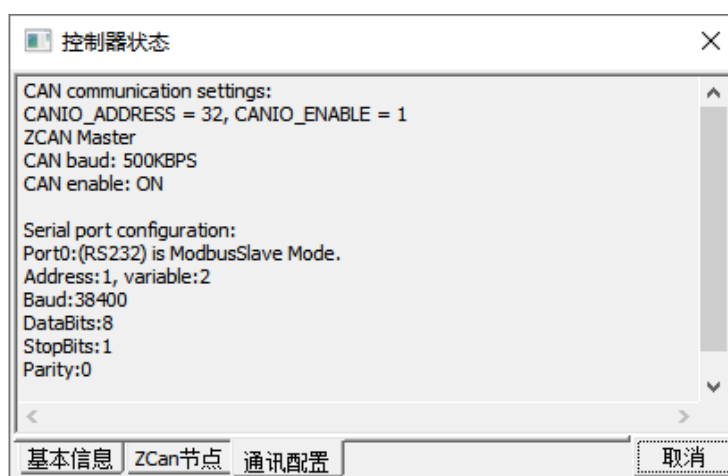 控制器状态
CAN communication settings:
CANIO_ADDRESS = 32, CANIO_ENABLE = 1
ZCAN Master
CAN baud: 500KBPS
CAN enable: ON
Serial port configuration:
Port0:(RS232) is ModbusSlave Mode.
Address:1, variable:2
Baud:38400
DataBits:8
StopBits:1
Parity:0
基本信息 ZCan节点 通讯配置 取消